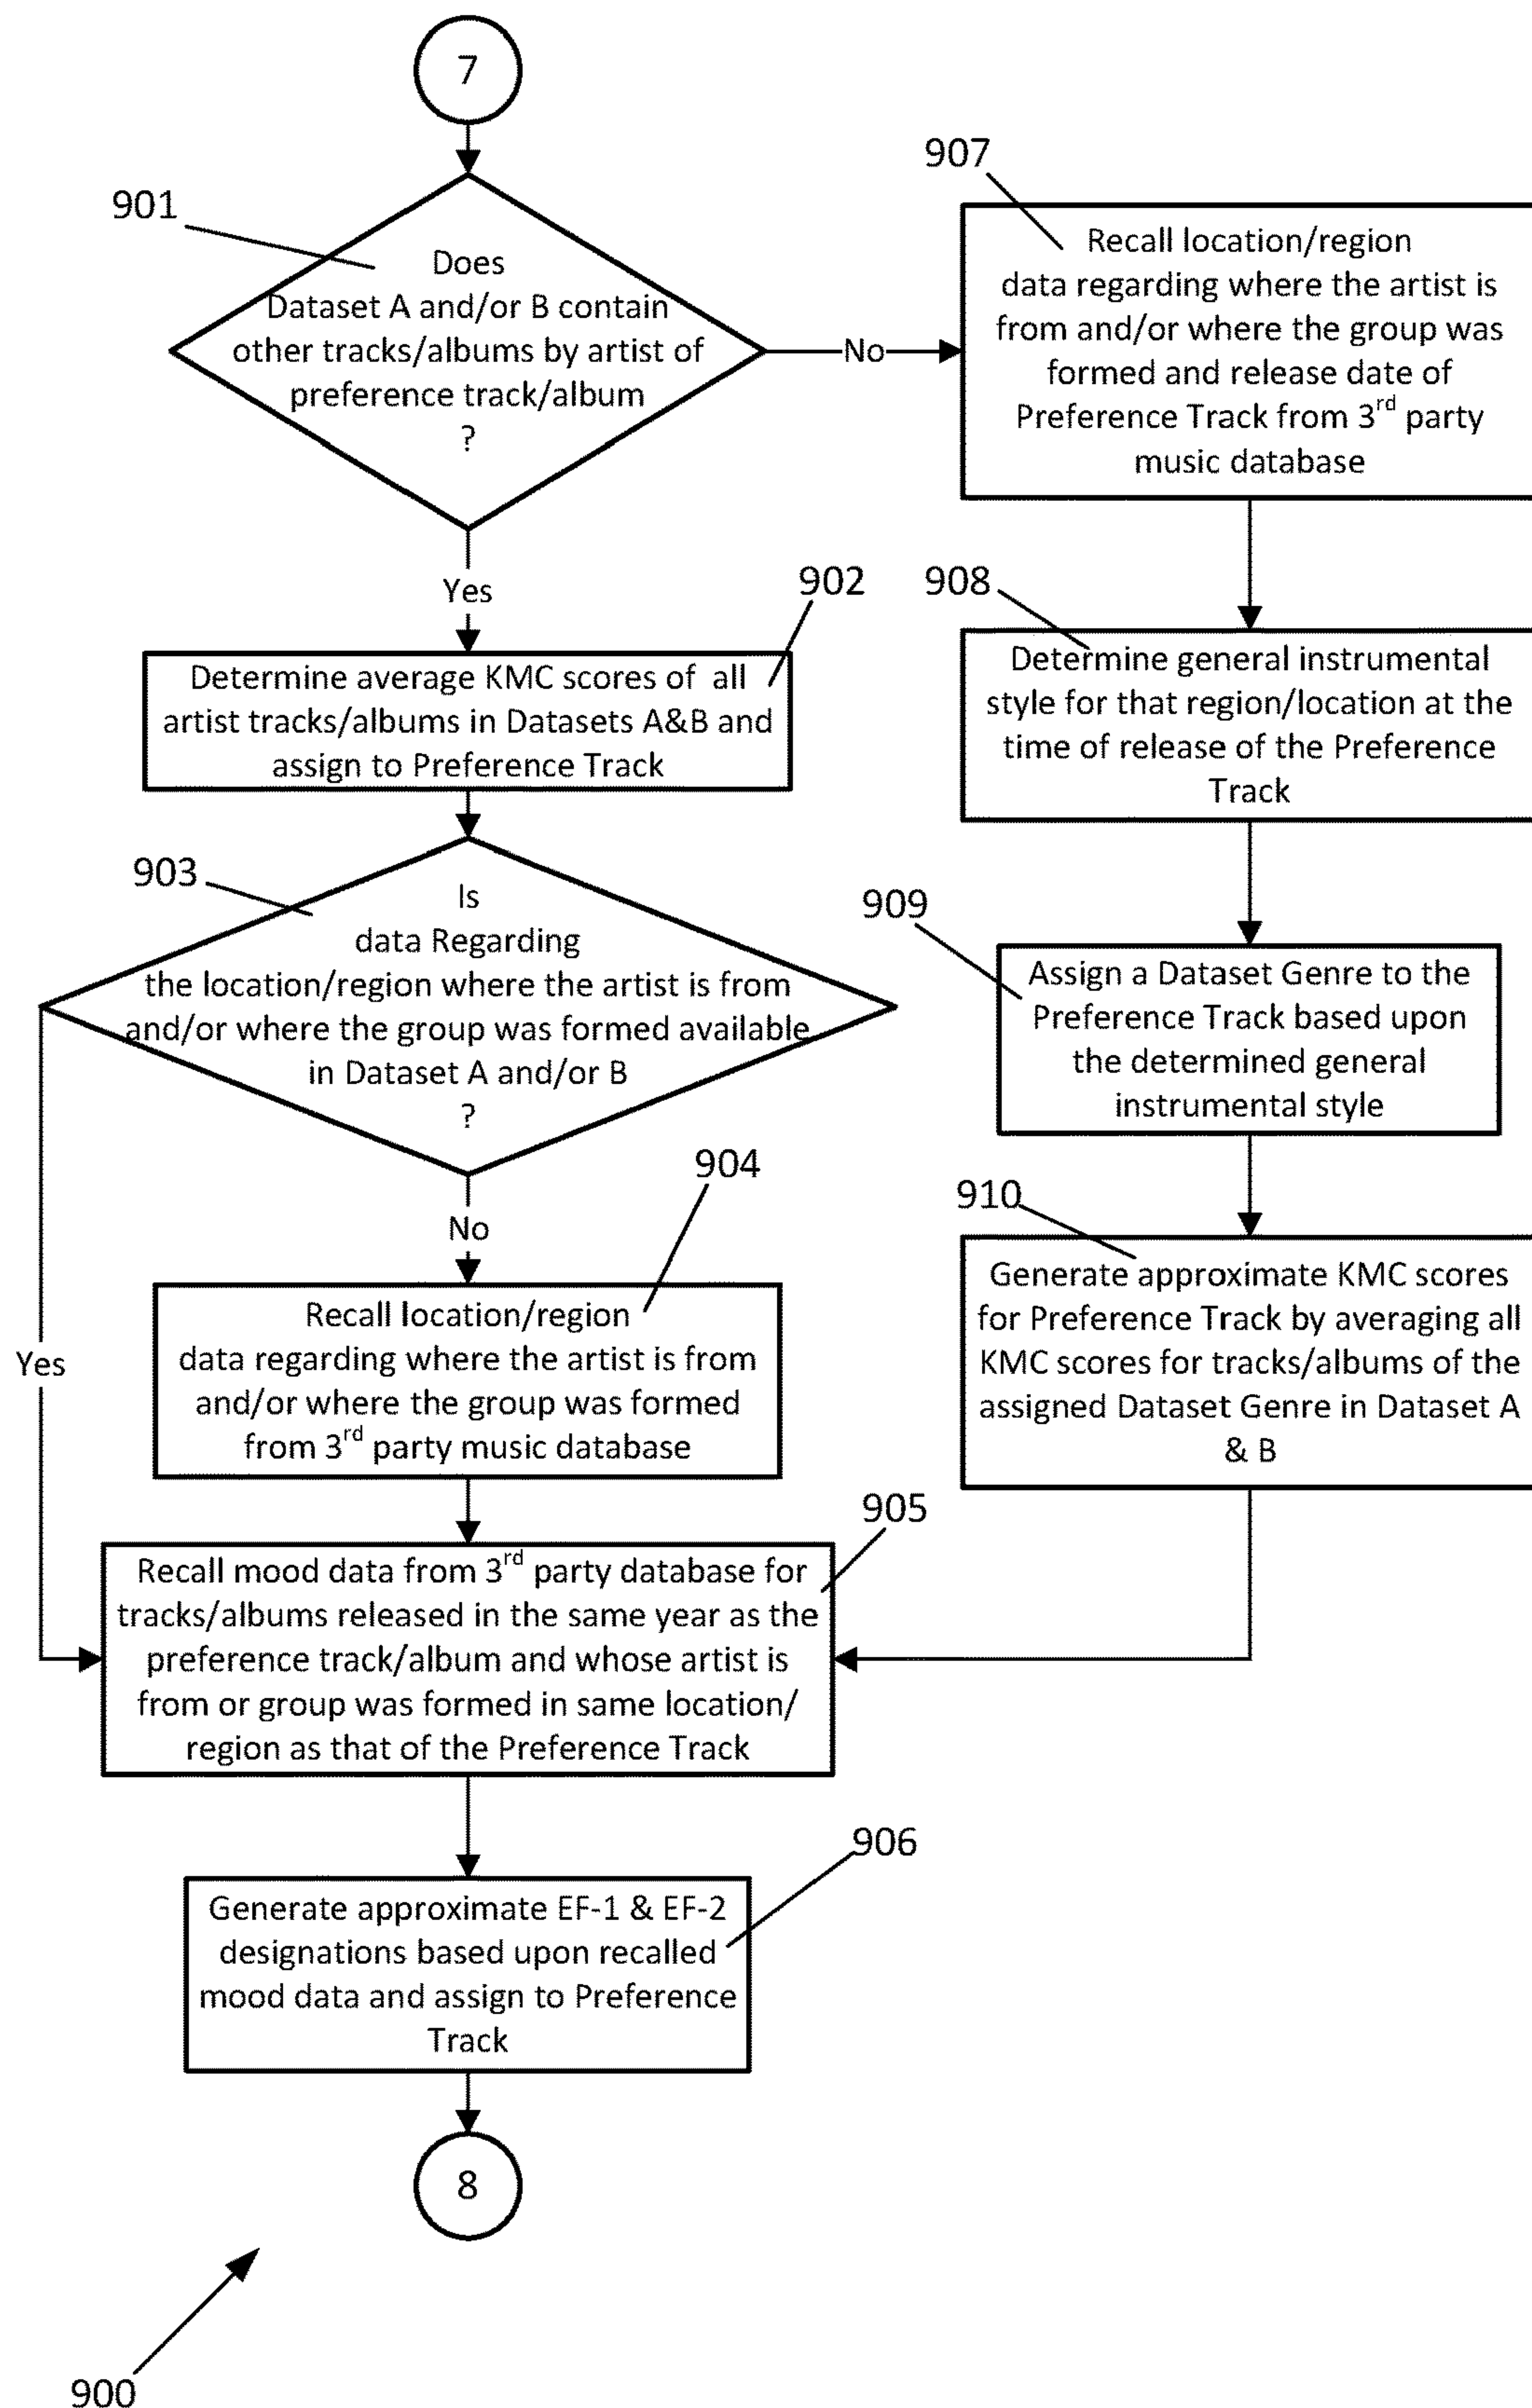 7
901
Does
Dataset A and/or B contain
other tracks/albums by artist of
preference track/album
?
No
Yes
902
Determine average KMC scores of all
artist tracks/albums in Datasets A&B and
assign to Preference Track
903
Is
data Regarding
the location/region where the artist is from
and/or where the group was formed available
in Dataset A and/or B
?
Yes
No
904
Recall location/region
data regarding where the artist is from
and/or where the group was formed
from 3rd party music database
905
Recall mood data from 3rd party database for
tracks/albums released in the same year as the
preference track/album and whose artist is
from or group was formed in same location/
region as that of the Preference Track
906
Generate approximate EF-1 & EF-2
designations based upon recalled
mood data and assign to Preference
Track
8
907
Recall location/region
data regarding where the artist is
from and/or where the group was
formed and release date of
Preference Track from 3rd party
music database
908
Determine general instrumental
style for that region/location at the
time of release of the Preference
Track
909
Assign a Dataset Genre to the
Preference Track based upon
the determined general
instrumental style
910
Generate approximate KMC scores
for Preference Track by averaging all
KMC scores for tracks/albums of the
assigned Dataset Genre in Dataset A
& B
900